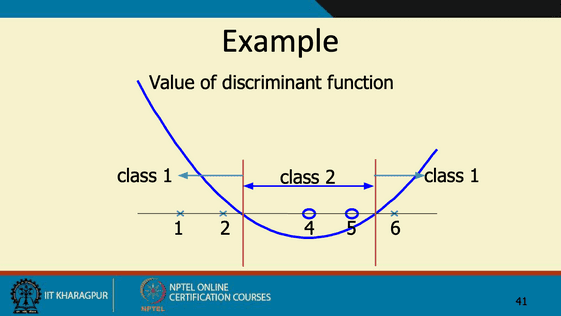 Example
Value of discriminant function
class 1 class 2 class 1
1 2 4 5 6
IIT KHARAGPUR
NPTEL
NPTEL ONLINE
CERTIFICATION COURSES
41